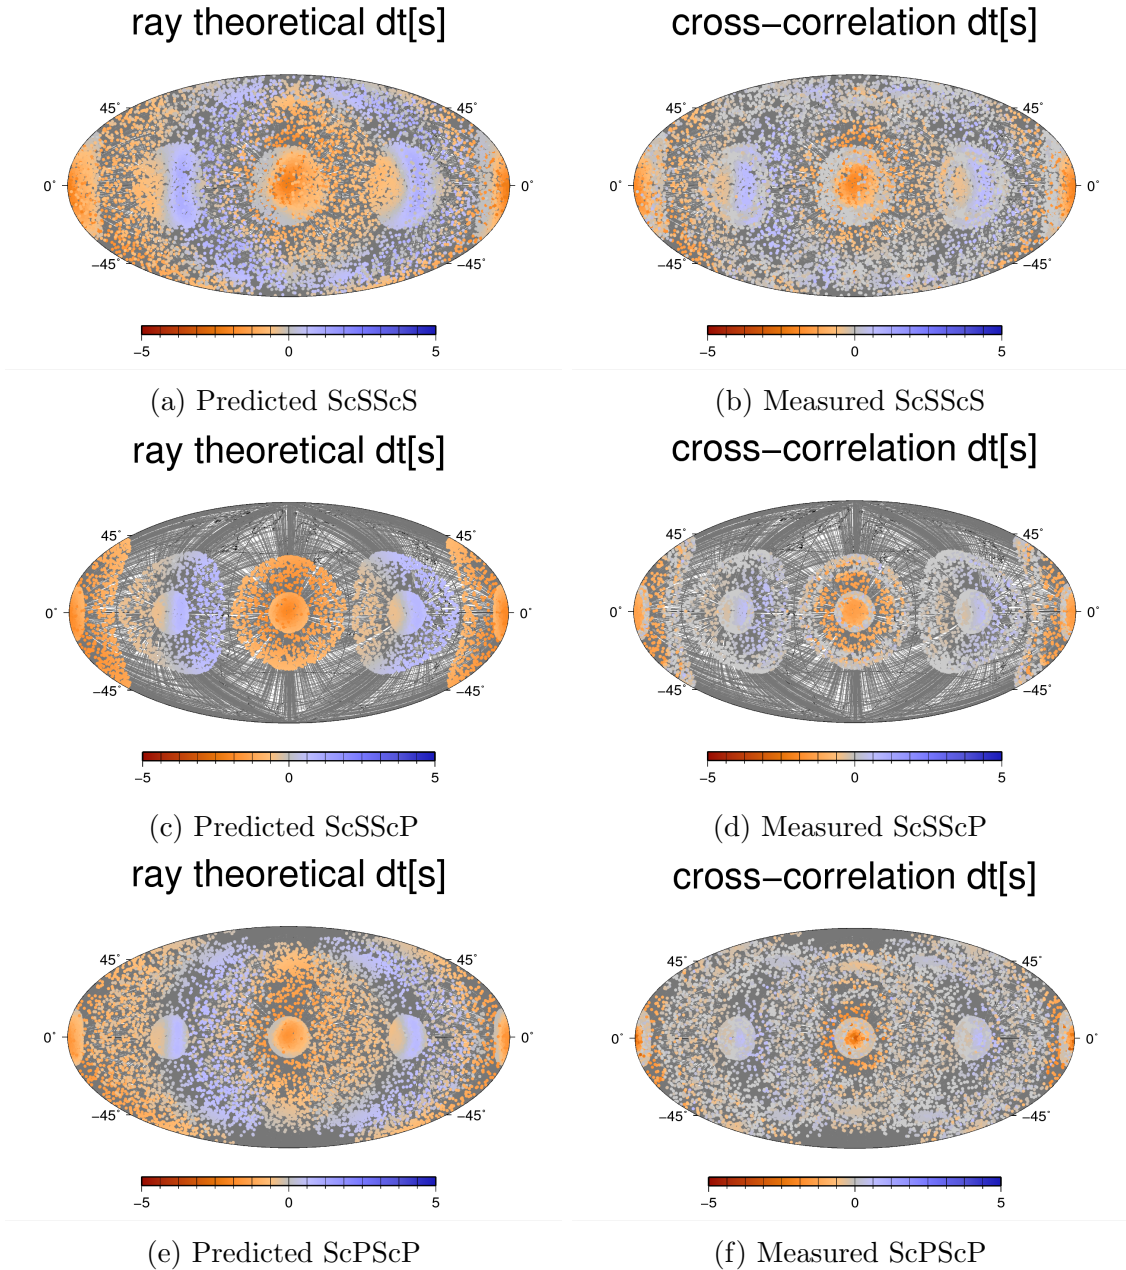 ray theoretical dt[s] cross−correlation dt[s]
45˚ 45˚ 45˚ 45˚
0˚ 0˚ 0˚ 0˚
−45˚ −45˚ −45˚ −45˚
−5 0 5 −5 0 5
(a) Predicted ScSScS (b) Measured ScSScS
ray theoretical dt[s] cross−correlation dt[s]
45˚ 45˚ 45˚ 45˚
0˚ 0˚ 0˚ 0˚
−45˚ −45˚ −45˚ −45˚
−5 0 5 −5 0 5
(c) Predicted ScSScP (d) Measured ScSScP
ray theoretical dt[s] cross−correlation dt[s]
45˚ 45˚ 45˚ 45˚
0˚ 0˚ 0˚ 0˚
−45˚ −45˚ −45˚ −45˚
−5 0 5 −5 0 5
(e) Predicted ScPScP (f) Measured ScPScP